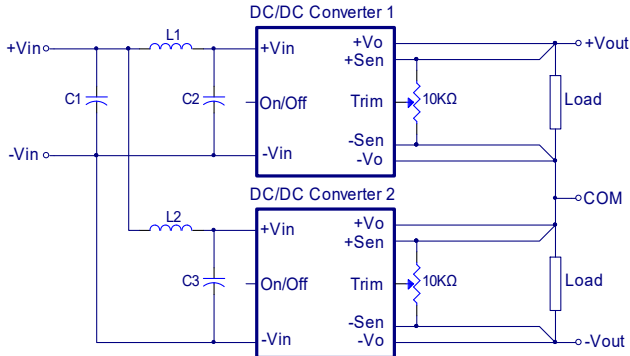 DC/DC Converter 1
+Vin
L1
+Vin
+Vo
+Vout
+Sen
C1
C2
On/Off
Trim
10KΩ
Load
-Vin
-Vin
-Sen
-Vo
DC/DC Converter 2
COM
L2
+Vin
+Vo
+Sen
C3
On/Off
Trim
10KΩ
Load
-Sen
-Vin
-Vo
-Vout